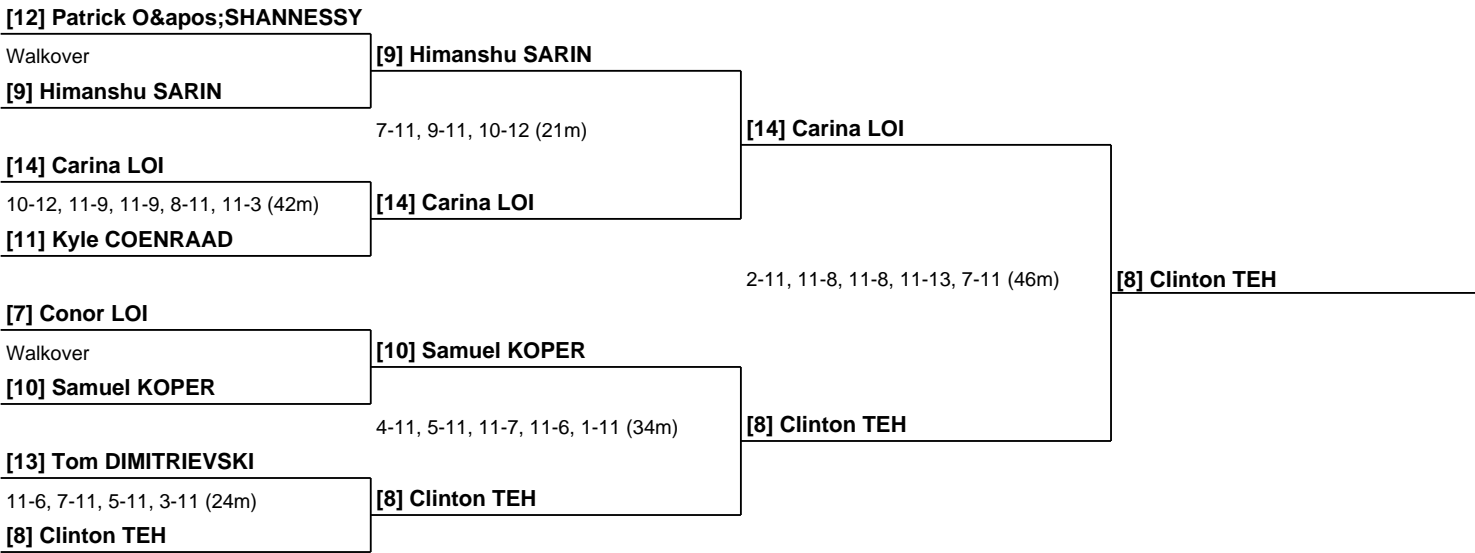 [12] Patrick O&apos;SHANNESSY
Walkover
[9] Himanshu SARIN
[9] Himanshu SARIN
7-11, 9-11, 10-12 (21m)
[14] Carina LOI
[14] Carina LOI
10-12, 11-9, 11-9, 8-11, 11-3 (42m)
[14] Carina LOI
[11] Kyle COENRAAD
2-11, 11-8, 11-8, 11-13, 7-11 (46m)
[8] Clinton TEH
[7] Conor LOI
Walkover
[10] Samuel KOPER
[10] Samuel KOPER
4-11, 5-11, 11-7, 11-6, 1-11 (34m)
[8] Clinton TEH
[13] Tom DIMITRIEVSKI
11-6, 7-11, 5-11, 3-11 (24m)
[8] Clinton TEH
[8] Clinton TEH